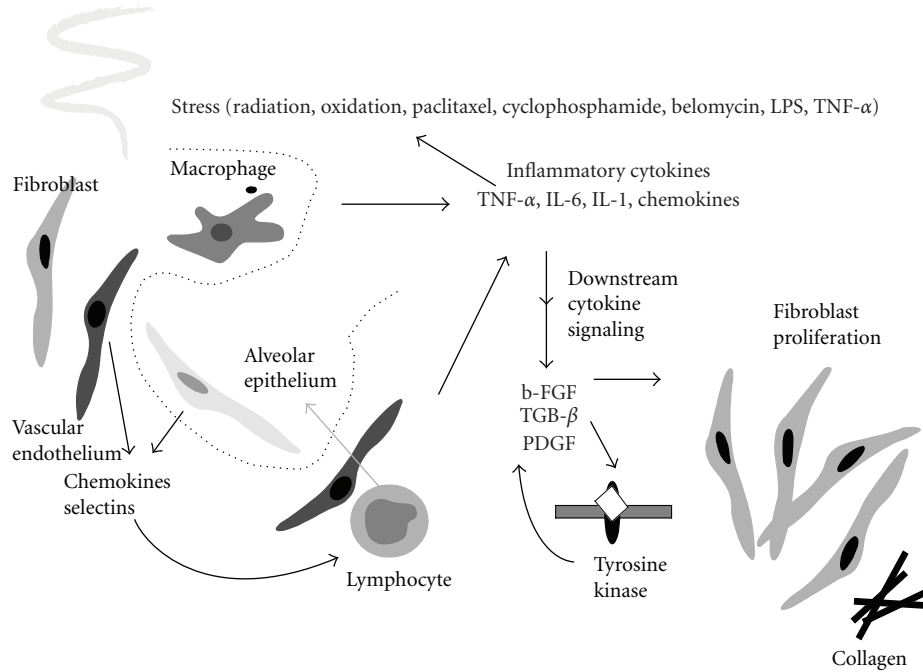 Stress (radiation, oxidation, paclitaxel, cyclophosphamide, belomycin, LPS, TNF-α)
Fibroblast
Macrophage
Inflammatory cytokines
TNF-α, IL-6, IL-1, chemokines
Downstream
cytokine
signaling
Fibroblast
proliferation
Alveolar
epithelium
b-FGF
TGB-β
PDGF
Vascular
endothelium
Chemokines
selectins
Lymphocyte
Tyrosine
kinase
Collagen